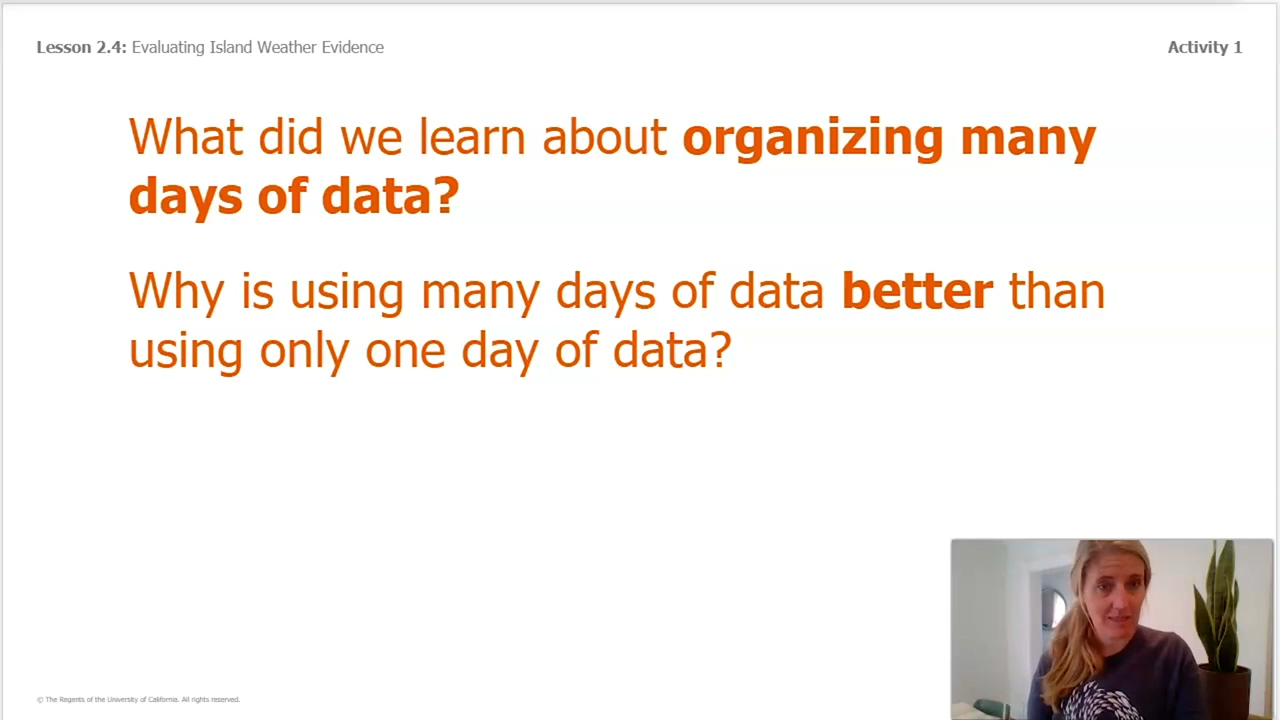 Lesson 2.4: Evaluating Island Weather Evidence
Activity 1
What did we learn about organizing many
days of data?
Why is using many days of data better than
using only one day of data?
© The Regents of the University of California. All rights reserved.